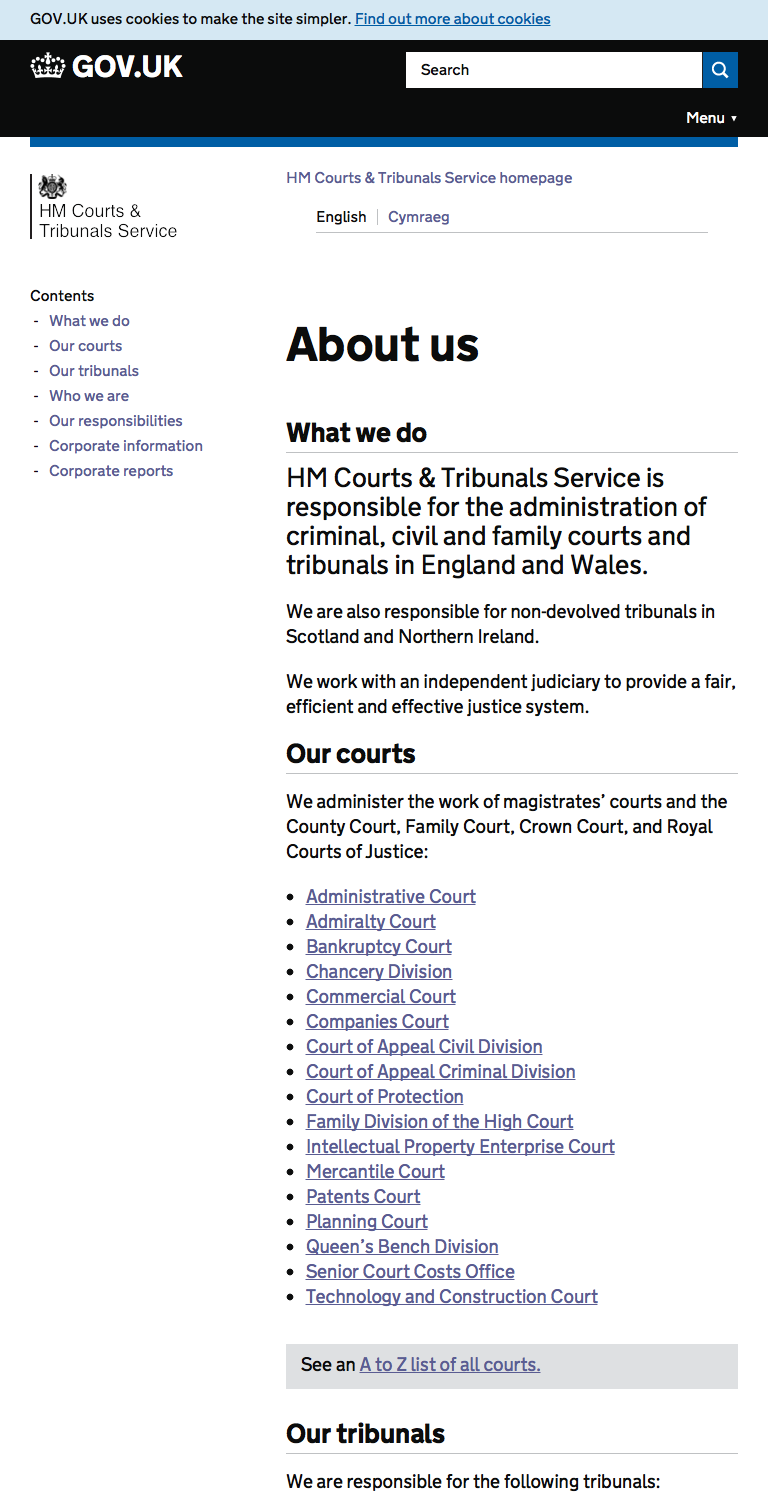 GOV.UK uses cookies to make the site simpler. Find out more about cookies
GOV.UK
Search
Menu ▼
HM Courts & Tribunals Service
HM Courts & Tribunals Service homepage
English
Cymraeg
Contents
- What we do
- Our courts
- Our tribunals
- Who we are
- Our responsibilities
- Corporate information
- Corporate reports
About us
What we do
HM Courts & Tribunals Service is
responsible for the administration of
criminal, civil and family courts and
tribunals in England and Wales.
We are also responsible for non-devolved tribunals in
Scotland and Northern Ireland.
We work with an independent judiciary to provide a fair,
efficient and effective justice system.
Our courts
We administer the work of magistrates’ courts and the
County Court, Family Court, Crown Court, and Royal
Courts of Justice:
• Administrative Court
• Admiralty Court
• Bankruptcy Court
• Chancery Division
• Commercial Court
• Companies Court
• Court of Appeal Civil Division
• Court of Appeal Criminal Division
• Court of Protection
• Family Division of the High Court
• Intellectual Property Enterprise Court
• Mercantile Court
• Patents Court
• Planning Court
• Queen’s Bench Division
• Senior Court Costs Office
• Technology and Construction Court
See an A to Z list of all courts.
Our tribunals
We are responsible for the following tribunals: